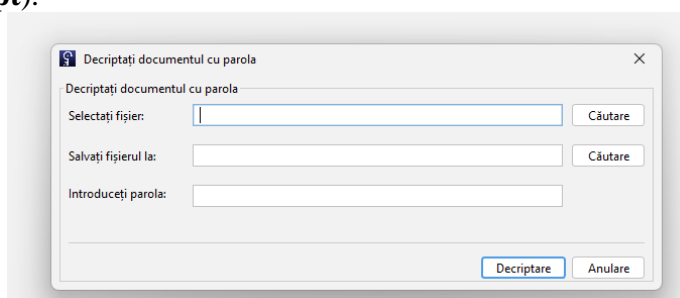 pt).
Decriptați documentul cu parola
Decriptați documentul cu parola
Selectați fișier: Căutare
Salvați fișierul la: Căutare
Introduceți parola:
Decriptare Anulare